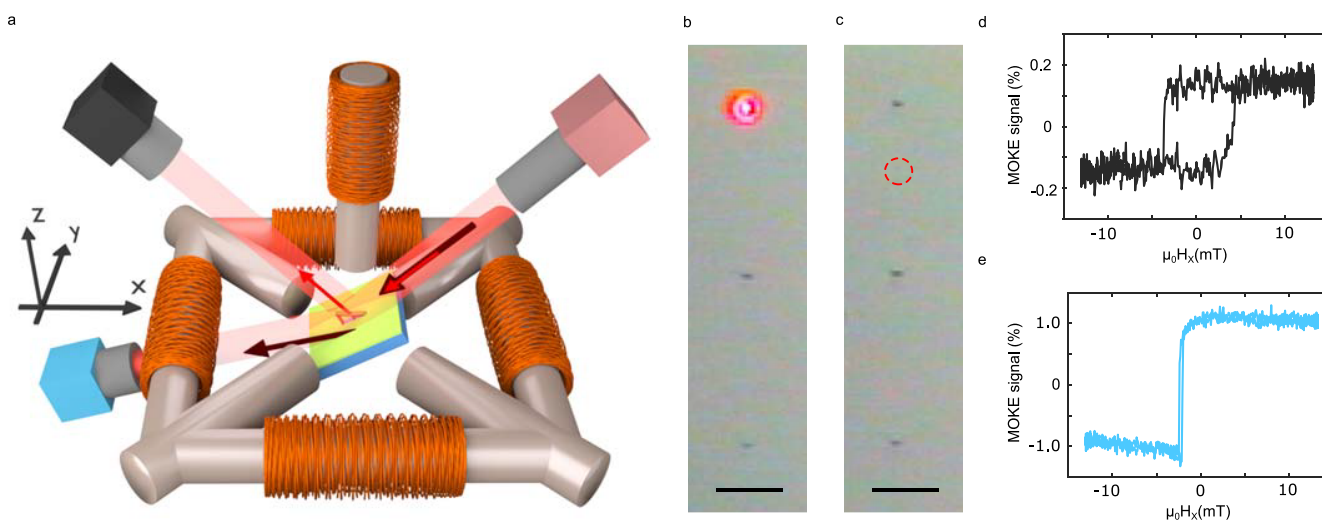 a
z
y
x
b
c
d
MOKE signal (%)
0.2
0
-0.2
-10
0
10
μ₀Hₓ(mT)
e
MOKE signal (%)
1.0
0
-1.0
-10
0
10
μ₀Hₓ(mT)